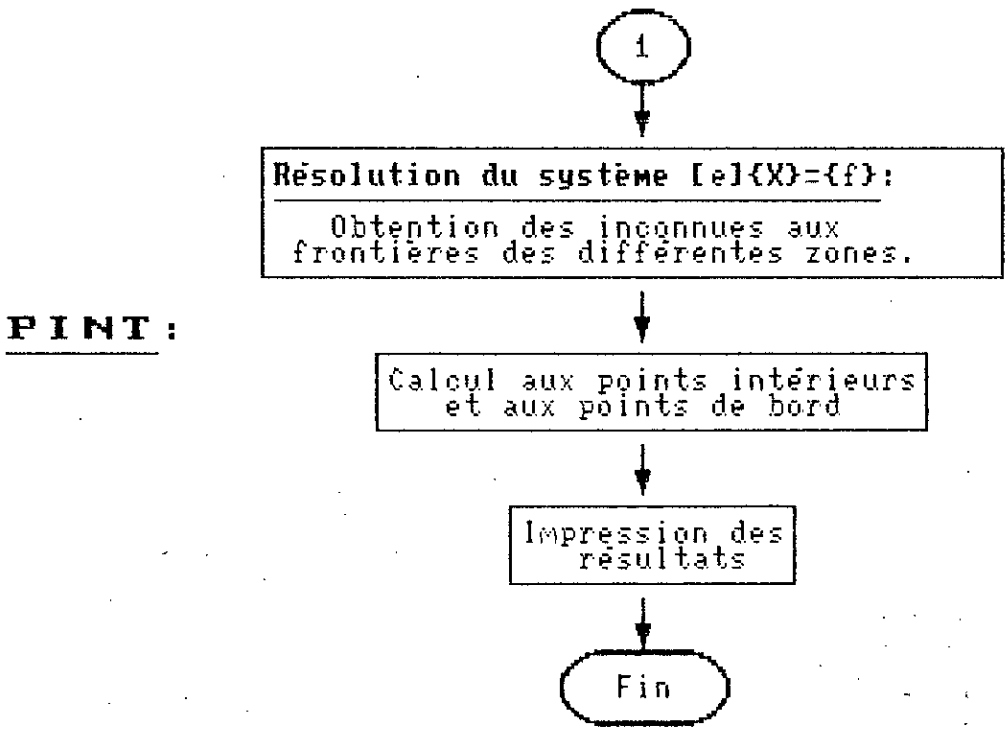 1
Résolution du système [e]{X}={f}:
Obtention des inconnues aux
frontières des différentes zones.
PINT:
Calcul aux points intérieurs
et aux points de bord
Impression des
résultats
Fin